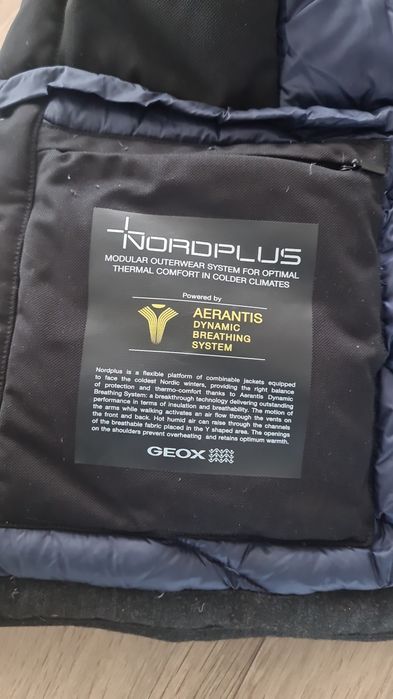 NORDPLUS
MODULAR OUTERWEAR SYSTEM FOR OPTIMAL
THERMAL COMFORT IN COLDER CLIMATES
Powered by
AERANTIS
DYNAMIC
BREATHING
SYSTEM
Nordplus is a flexible platform of combinable jackets equipped
to face the coldest Nordic winters, providing the right balance
of protection and thermo-comfort thanks to Aerantis Dynamic
Breathing System: a breakthrough technology delivering outstanding
performance in terms of insulation and breathability. The motion of
the arms while walking activates an air flow through the vents on
the front and back. Hot humid air can raise through the channels
of the breathable fabric placed in the Y shaped area. The openings
on the shoulders prevent overheating and retains optimum warmth.
GEOX